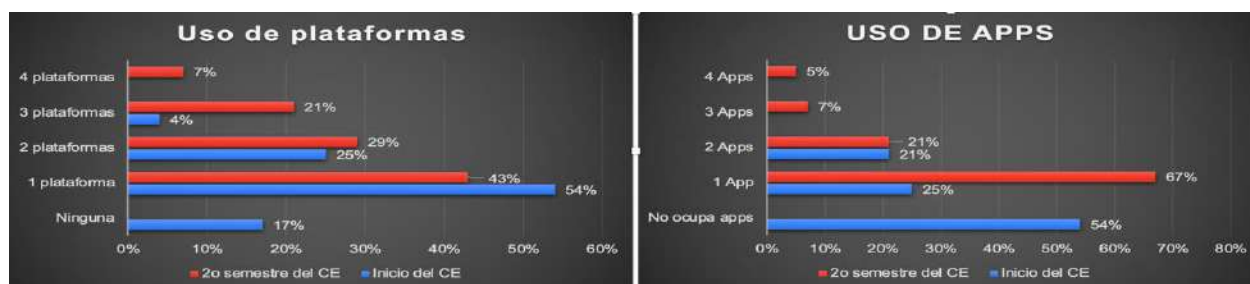 Uso de plataformas
4 plataformas
7%
3 plataformas
21%
4%
2 plataformas
29%
25%
1 plataforma
43%
54%
Ninguna
17%
0% 10% 20% 30% 40% 50% 60%
2o semestre del CE Inicio del CE
USO DE APPS
4 Apps
5%
3 Apps
7%
2 Apps
21%
21%
1 App
67%
25%
No ocupa apps
54%
0% 10% 20% 30% 40% 50% 60% 70% 80%
2o semestre del CE Inicio del CE